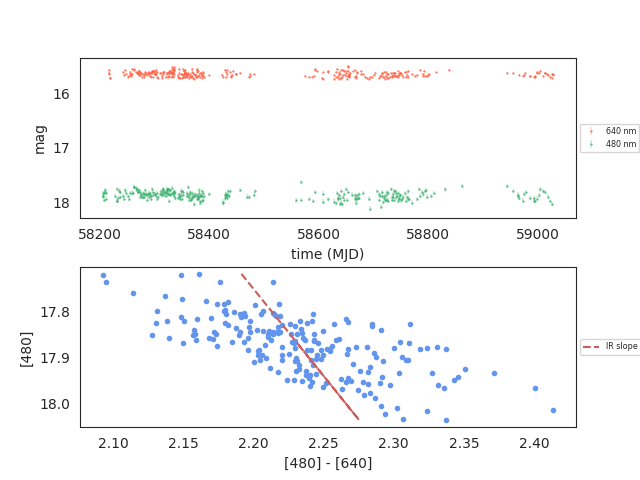 16
17
18
mag
640 nm
480 nm
58200 58400 58600 58800 59000
time (MJD)
17.8
17.9
18.0
[480]
IR slope
2.10 2.15 2.20 2.25 2.30 2.35 2.40
[480] - [640]